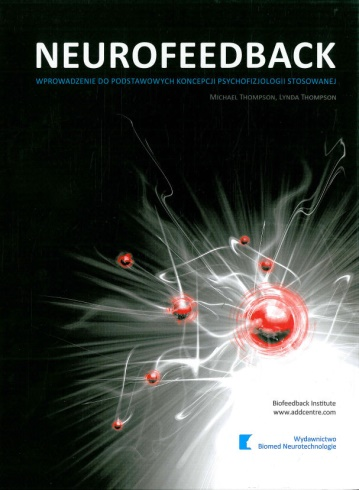 NEUROFEEDBACK
WPROWADZENIE DO PODSTAWOWYCH KONCEPCJI PSYCHOFIZJOLOGII STOSOWANEJ
MICHAEL THOMPSON, LYNDA THOMPSON
Biofeedback Institute
www.addcentre.com
Wydawnictwo
Biomed Neurotechnologie